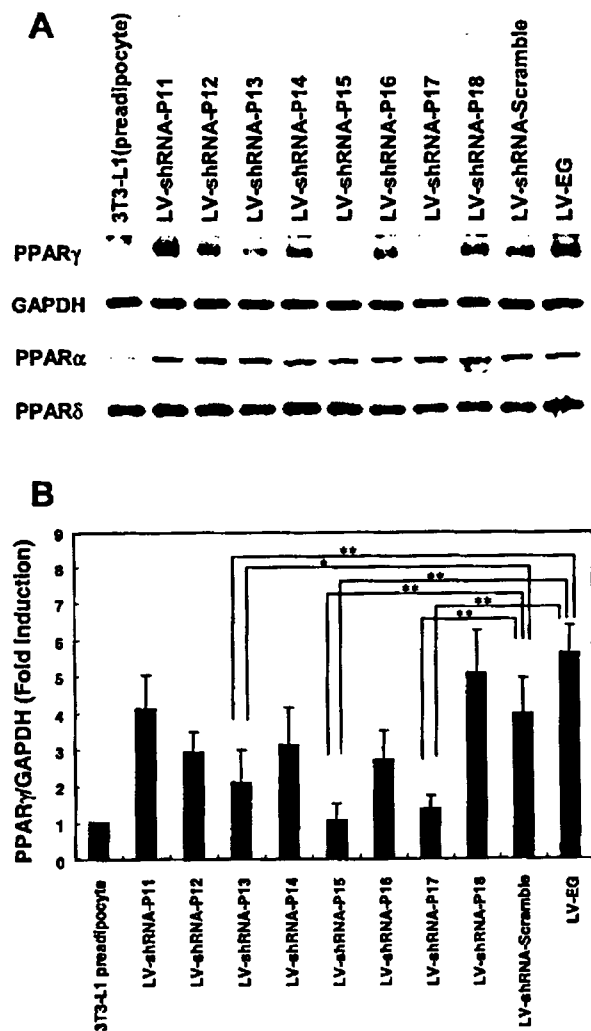 A
3T3-L1(preadipocyte)
LV-shRNA-P11
LV-shRNA-P12
LV-shRNA-P13
LV-shRNA-P14
LV-shRNA-P15
LV-shRNA-P16
LV-shRNA-P17
LV-shRNA-P18
LV-shRNA-Scramble
LV-EG
PPARγ
GAPDH
PPARα
PPARδ
B
PPARγ/GAPDH (Fold Induction)
9
8
7
6
5
4
3
2
1
0
**
*
**
**
**
**
3T3-L1 preadipocyte
LV-shRNA-P11
LV-shRNA-P12
LV-shRNA-P13
LV-shRNA-P14
LV-shRNA-P15
LV-shRNA-P16
LV-shRNA-P17
LV-shRNA-P18
LV-shRNA-Scramble
LV-EG